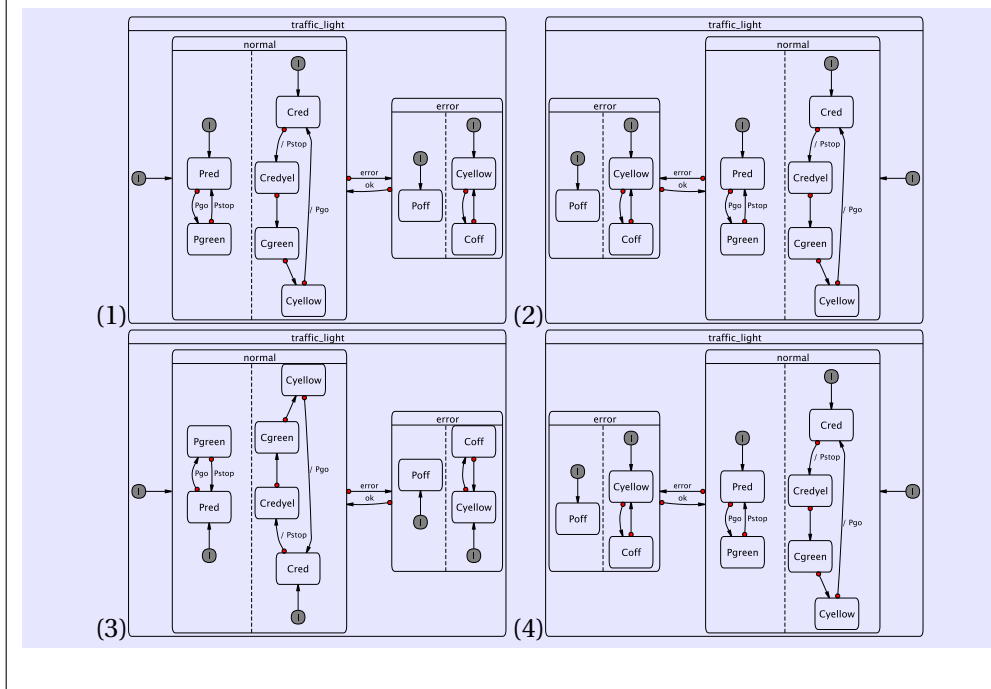 traffic_light
normal
I
Cred
/ Pstop
Credyel
Cgreen
/ Pgo
Cyellow
I
Pred
Pgo Pstop
Pgreen
I
error
ok
error
I
Poff
I
Cyellow
Coff
(1)
traffic_light
error
I
Poff
I
Cyellow
Coff
error
ok
normal
I
Pred
Pgo Pstop
Pgreen
I
Cred
/ Pstop
Credyel
Cgreen
/ Pgo
Cyellow
I
(2)
traffic_light
normal
Cyellow
Cgreen
/ Pgo
Credyel
/ Pstop
Cred
I
Pgreen
Pgo Pstop
Pred
I
I
error
ok
error
Poff
I
Coff
Cyellow
I
(3)
traffic_light
error
I
Poff
I
Cyellow
Coff
error
ok
normal
I
Pred
Pgo Pstop
Pgreen
I
Cred
/ Pstop
Credyel
Cgreen
/ Pgo
Cyellow
I
(4)